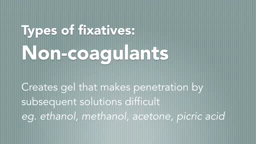 Types of fixatives:
Non-coagulants
Creates gel that makes penetration by
subsequent solutions difficult
eg. ethanol, methanol, acetone, picric acid